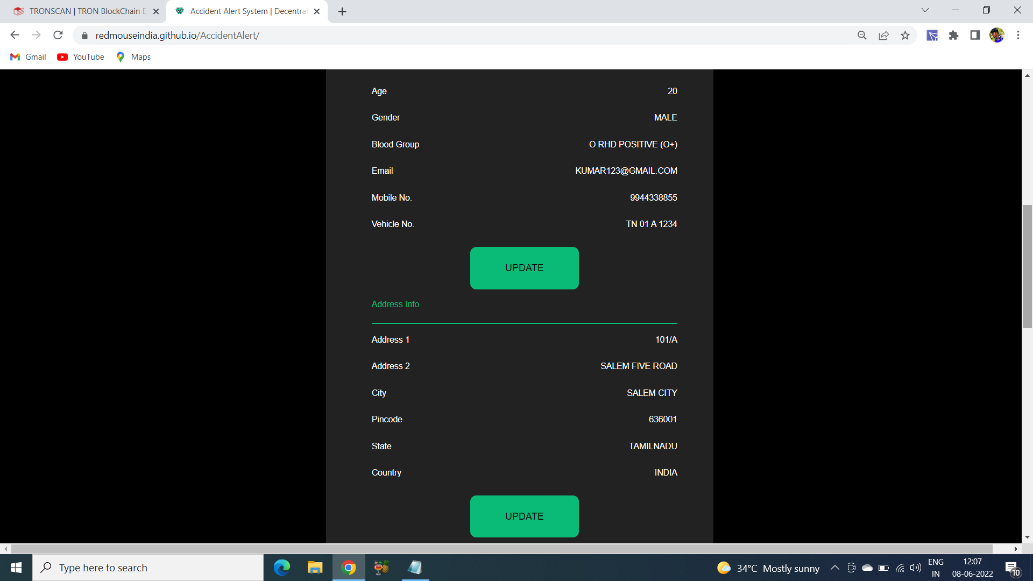 TRONSCAN | TRON BlockChain E
Accident Alert System | Decentra
redmouseindia.github.io/AccidentAlert/
Gmail
YouTube
Maps
Age 20
Gender MALE
Blood Group O RHD POSITIVE (O+)
Email KUMAR123@GMAIL.COM
Mobile No. 9944338855
Vehicle No. TN 01 A 1234
UPDATE
Address Info
Address 1 101/A
Address 2 SALEM FIVE ROAD
City SALEM CITY
Pincode 636001
State TAMILNADU
Country INDIA
UPDATE
Type here to search
34°C Mostly sunny
ENG
IN
12:07
08-06-2022
10